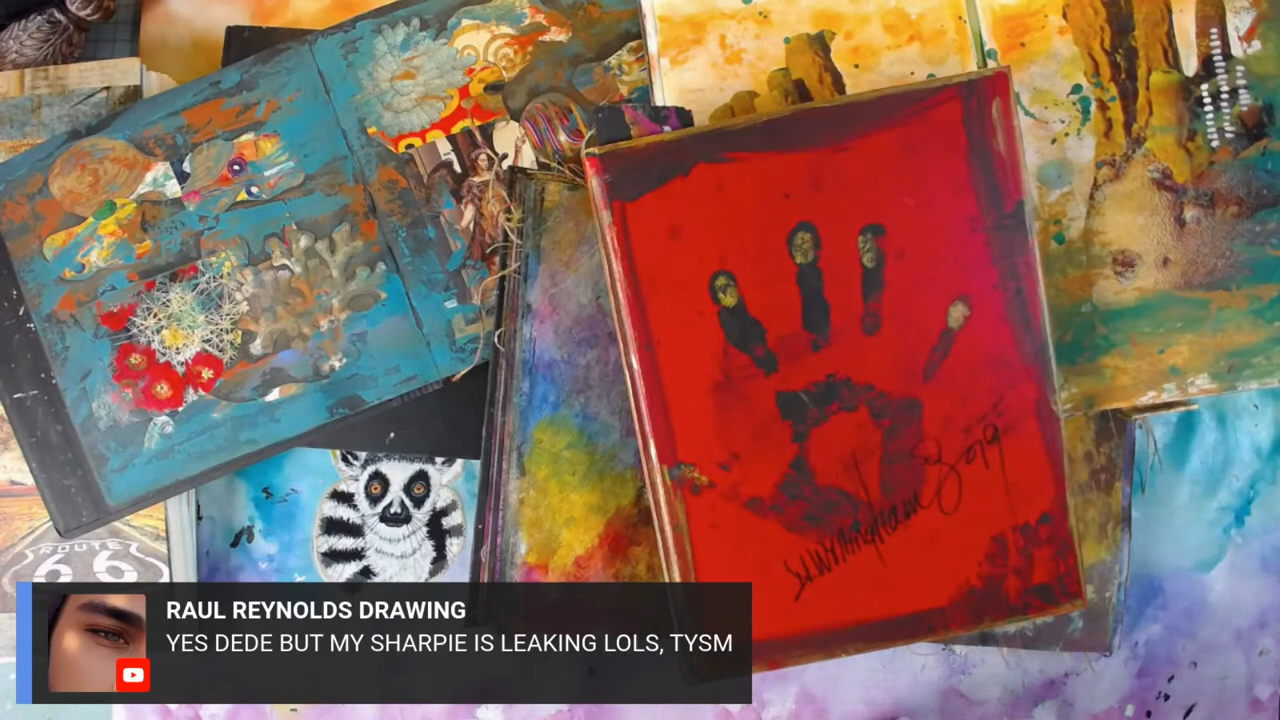 ROUTE
66
RAUL REYNOLDS DRAWING
YES DEDE BUT MY SHARPIE IS LEAKING LOLS, TYSM